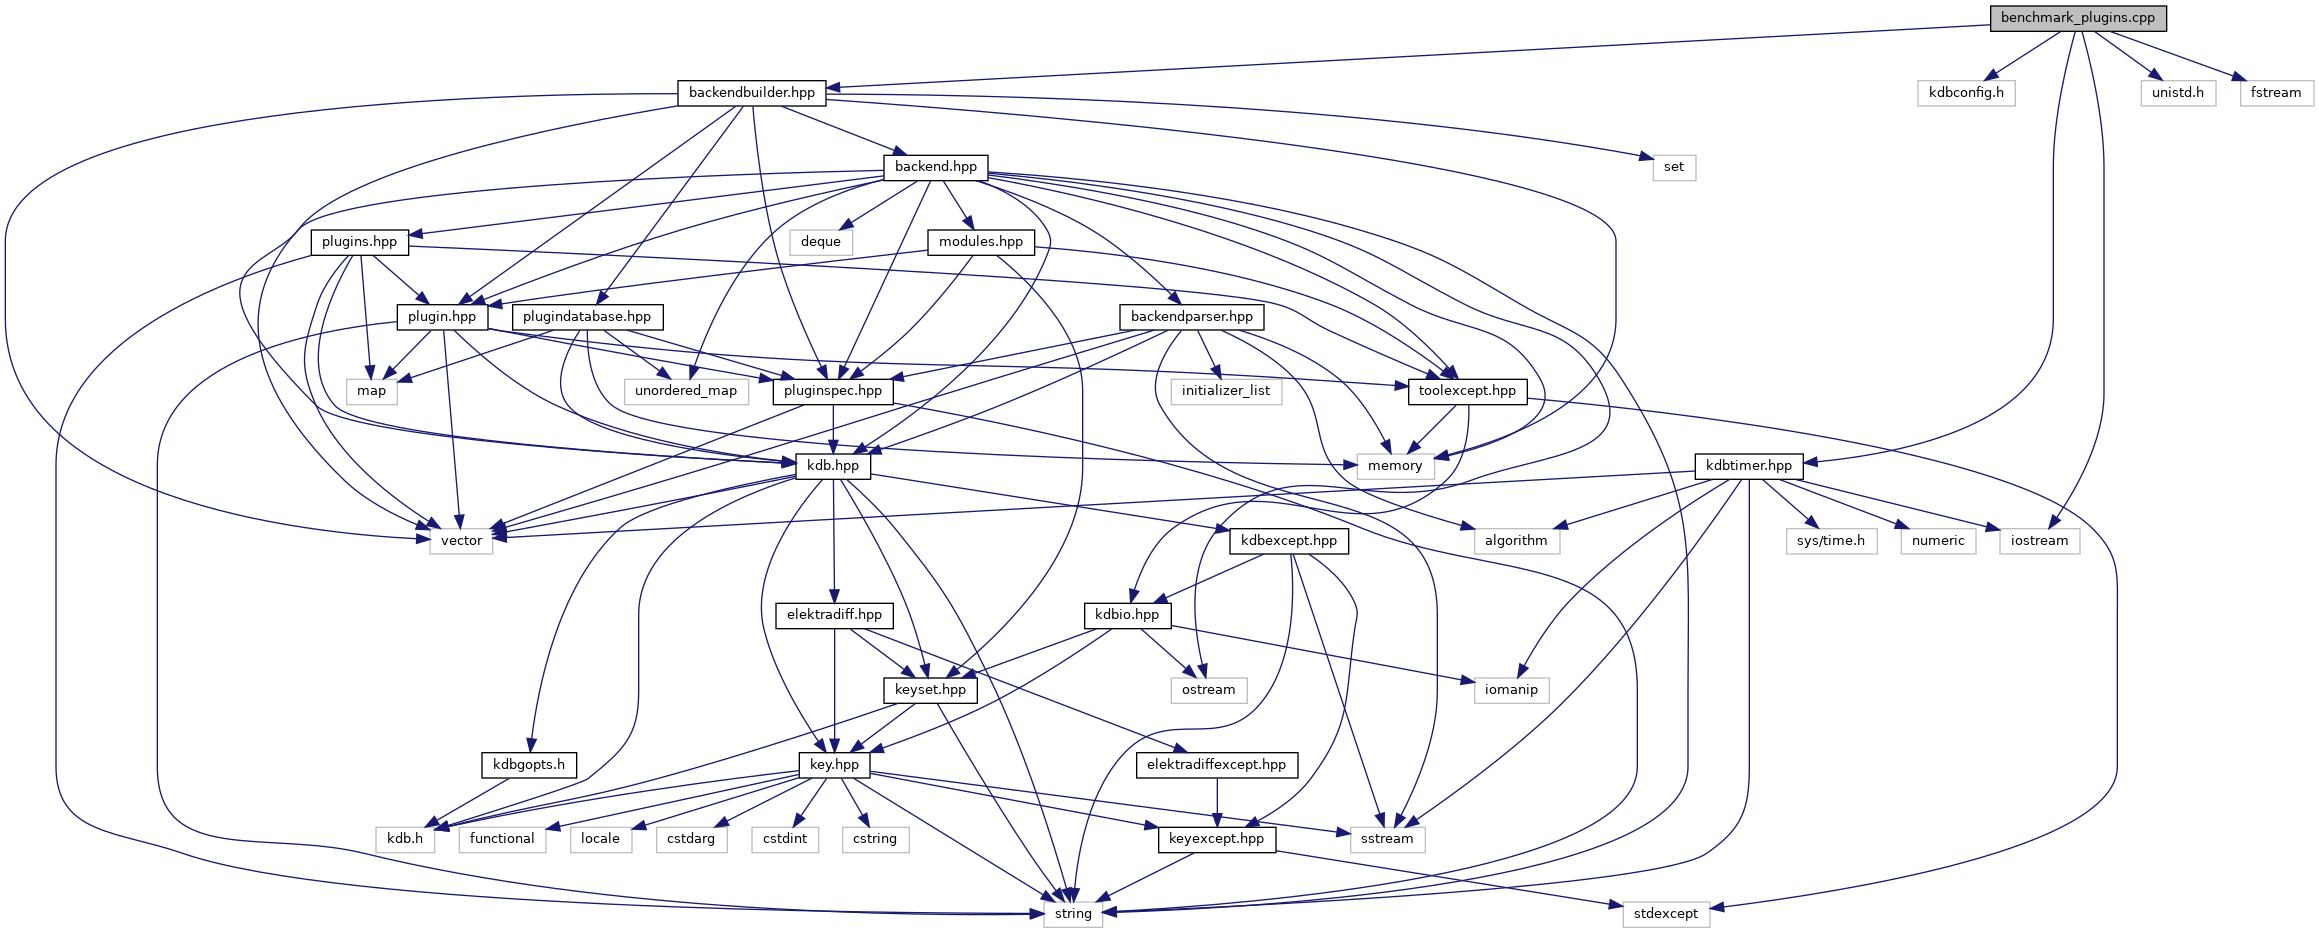 benchmark_plugins.cpp
backendbuilder.hpp
kdbconfig.h
unistd.h
fstream
backend.hpp
set
plugins.hpp
deque
modules.hpp
plugin.hpp
plugindatabase.hpp
backendparser.hpp
map
unordered_map
pluginspec.hpp
initializer_list
toolexcept.hpp
kdb.hpp
memory
kdbtimer.hpp
vector
kdbexcept.hpp
algorithm
sys/time.h
numeric
iostream
elektradiff.hpp
kdbio.hpp
keyset.hpp
ostream
iomanip
kdbgopts.h
key.hpp
elektradiffexcept.hpp
kdb.h
functional
locale
cstdarg
cstdint
cstring
keyexcept.hpp
sstream
string
stdexcept